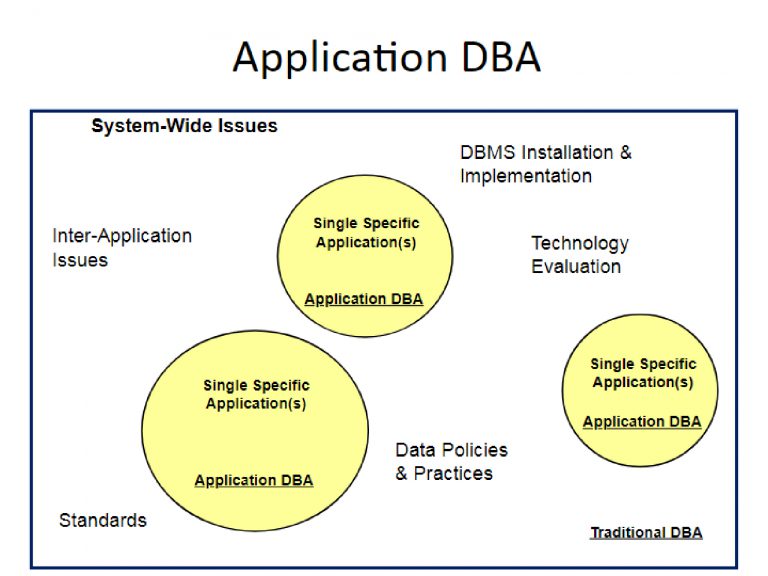 Application DBA
System-Wide Issues
DBMS Installation &
Implementation
Single Specific
Application(s)
Application DBA
Inter-Application
Issues
Technology
Evaluation
Single Specific
Application(s)
Application DBA
Single Specific
Application(s)
Application DBA
Data Policies
& Practices
Standards
Traditional DBA